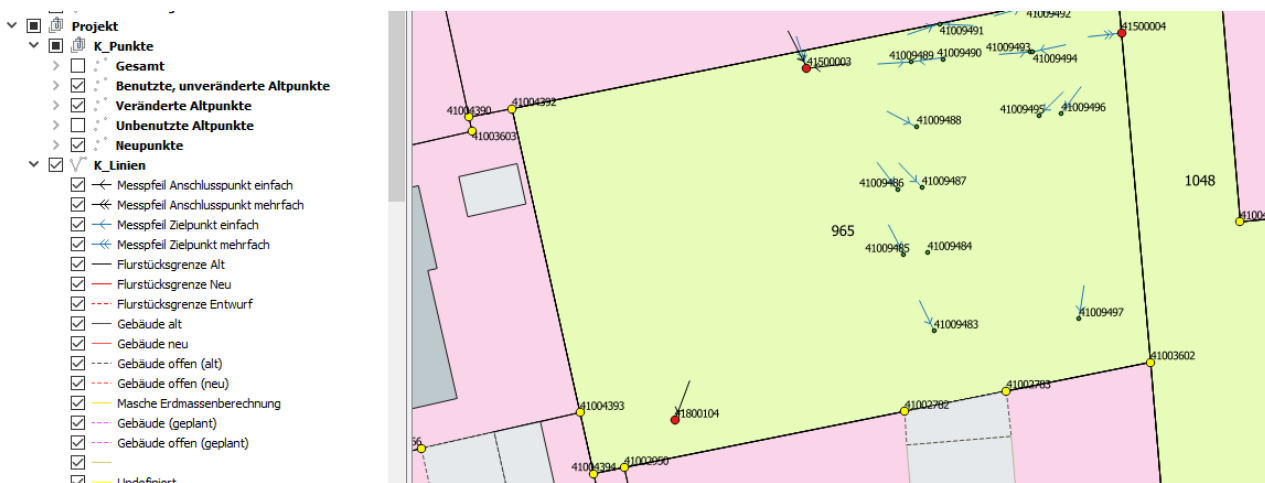 Projekt
K_Punkte
Gesamt
Benutzte, unveränderte Altpunkte
Veränderte Altpunkte
Unbenutzte Altpunkte
Neupunkte
K_Linien
Messpfeil Anschlusspunkt einfach
Messpfeil Anschlusspunkt mehrfach
Messpfeil Zielpunkt einfach
Messpfeil Zielpunkt mehrfach
Flurstücksgrenze Alt
Flurstücksgrenze Neu
Flurstücksgrenze Entwurf
Gebäude alt
Gebäude neu
Gebäude offen (alt)
Gebäude offen (neu)
Masche Erdmassenberechnung
Gebäude (geplant)
Gebäude offen (geplant)
Undefiniert
41009492
41009491
41500004
41009493
41009490
41009489
41009494
41500003
41004392
41004390
41009495
41009496
41009488
41003603
41009486
41009487
1048
965
41009485
41009484
41009497
41009483
41003602
41002783
41002782
41004393
41800104
41002950
41004394